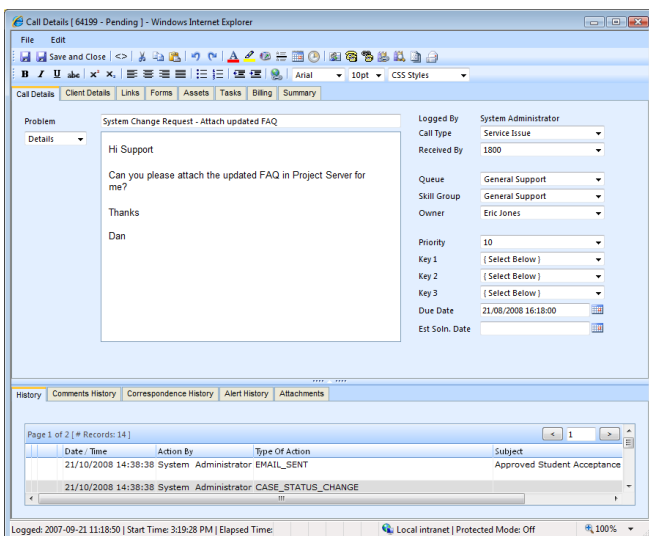 Call Details [ 64199 - Pending ] - Windows Internet Explorer
File Edit
Save and Close <>
B I U abc x² x₂ Arial 10pt CSS Styles
Call Details Client Details Links Forms Assets Tasks Billing Summary
Problem System Change Request - Attach updated FAQ
Details
Hi Support
Can you please attach the updated FAQ in Project Server for
me?
Thanks
Dan
Logged By System Administrator
Call Type Service Issue
Received By 1800
Queue General Support
Skill Group General Support
Owner Eric Jones
Priority 10
Key 1 { Select Below }
Key 2 { Select Below }
Key 3 { Select Below }
Due Date 21/08/2008 16:18:00
Est Soln. Date
History Comments History Correspondence History Alert History Attachments
Page 1 of 2 [ # Records: 14 ] < 1 >
Date / Time Action By Type Of Action Subject
21/10/2008 14:38:38 System Administrator EMAIL_SENT Approved Student Acceptance
21/10/2008 14:38:38 System Administrator CASE_STATUS_CHANGE
Logged: 2007-09-21 11:18:50 | Start Time: 3:19:28 PM | Elapsed Time: Local intranet | Protected Mode: Off 100%